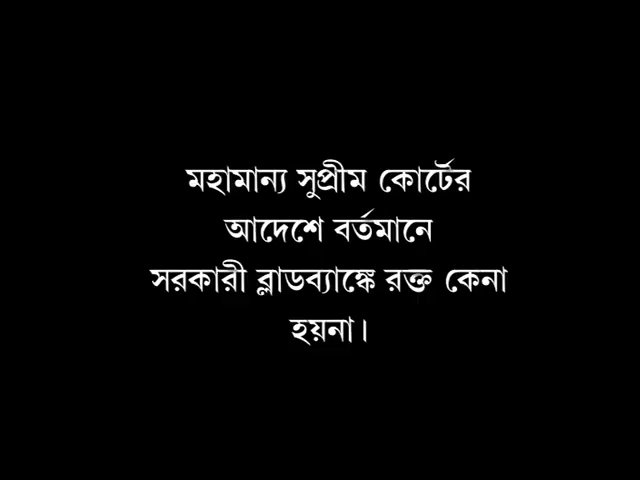 মহামান্য সুপ্রীম কোর্টের
আদেশে বর্তমানে
সরকারী ব্লাডব্যাঙ্কে রক্ত কেনা
হয়না।